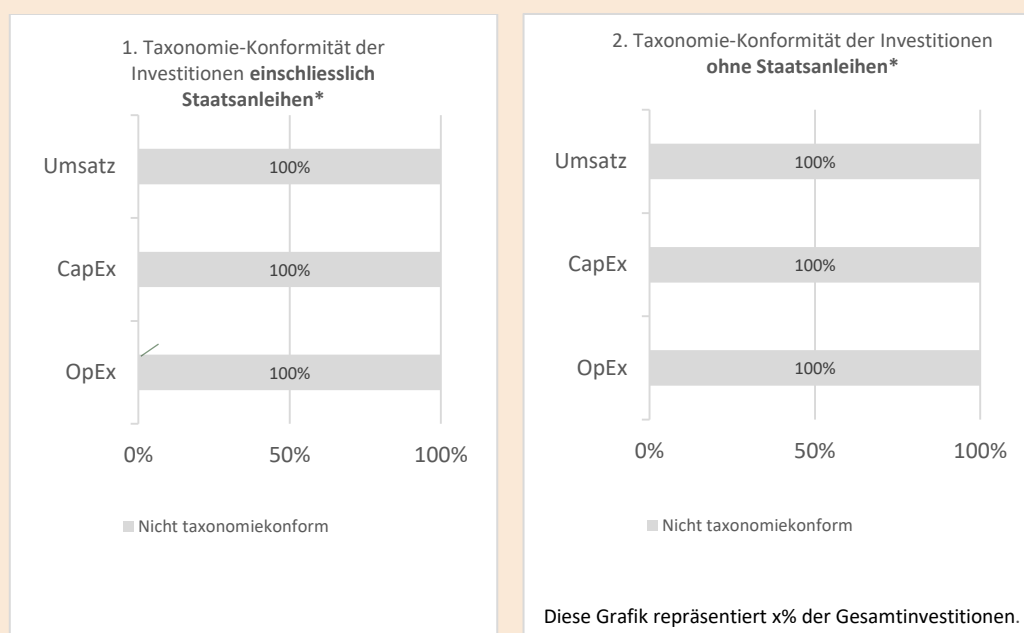 1. Taxonomie-Konformität der
Investitionen einschliesslich
Staatsanleihen*
Umsatz
100%
CapEx
100%
OpEx
100%
0%
50%
100%
Nicht taxonomiekonform
2. Taxonomie-Konformität der Investitionen
ohne Staatsanleihen*
Umsatz
100%
CapEx
100%
OpEx
100%
0%
50%
100%
Nicht taxonomiekonform
Diese Grafik repräsentiert x% der Gesamtinvestitionen.